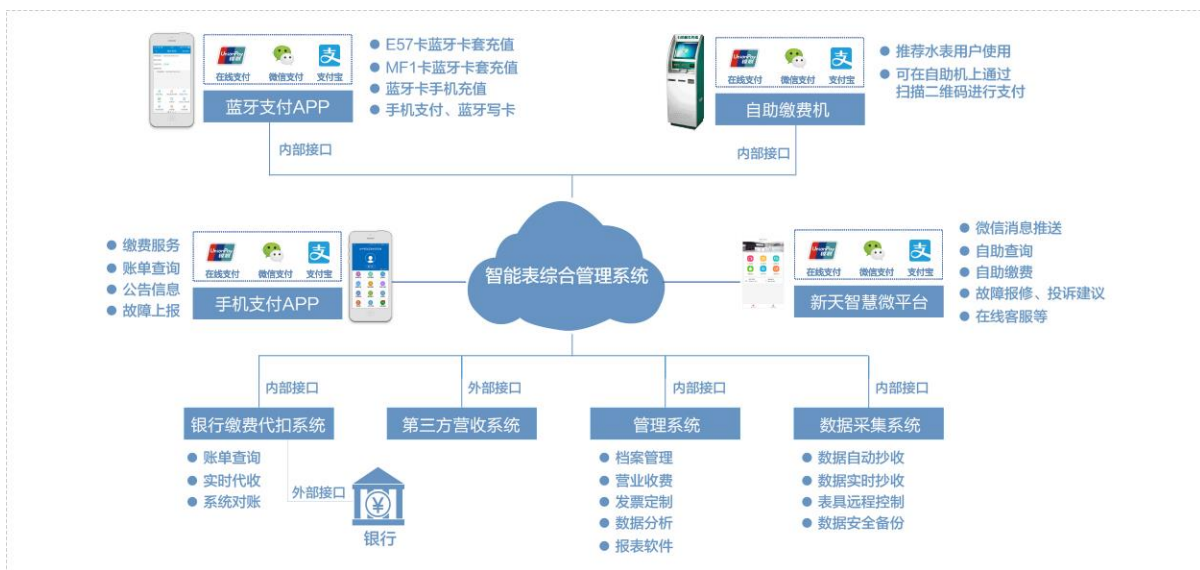 UnionPay
银联
在线支付
微信支付
支付宝
蓝牙支付APP
E57卡蓝牙卡套充值
MF1卡蓝牙卡套充值
蓝牙卡手机充值
手机支付、蓝牙写卡
内部接口
UnionPay
银联
在线支付
微信支付
支付宝
自助缴费机
推荐水表用户使用
可在自助机上通过
扫描二维码进行支付
内部接口
缴费服务
账单查询
公告信息
故障上报
UnionPay
银联
在线支付
微信支付
支付宝
手机支付APP
智能表综合管理系统
UnionPay
银联
在线支付
微信支付
支付宝
新天智慧微平台
微信消息推送
自助查询
自助缴费
故障报修、投诉建议
在线客服等
内部接口
外部接口
内部接口
内部接口
银行缴费代扣系统
账单查询
实时代收
系统对账
外部接口
银行
第三方营收系统
管理系统
档案管理
营业收费
发票定制
数据分析
报表软件
数据采集系统
数据自动抄收
数据实时抄收
表具远程控制
数据安全备份